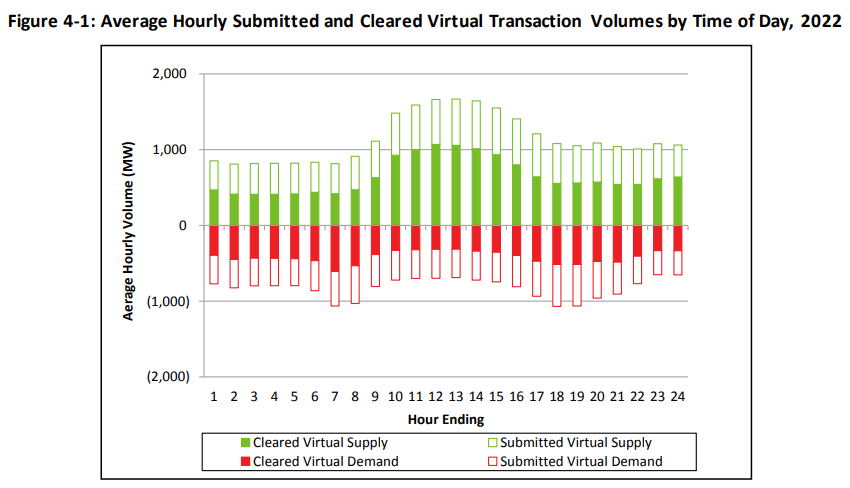 Figure 4-1: Average Hourly Submitted and Cleared Virtual Transaction Volumes by Time of Day, 2022
Aerage Hourly Volume (MW)
2,000
1,000
0
(1,000)
(2,000)
1 2 3 4 5 6 7 8 9 10 11 12 13 14 15 16 17 18 19 20 21 22 23 24
Hour Ending
Cleared Virtual Supply Submitted Virtual Supply
Cleared Virtual Demand Submitted Virtual Demand